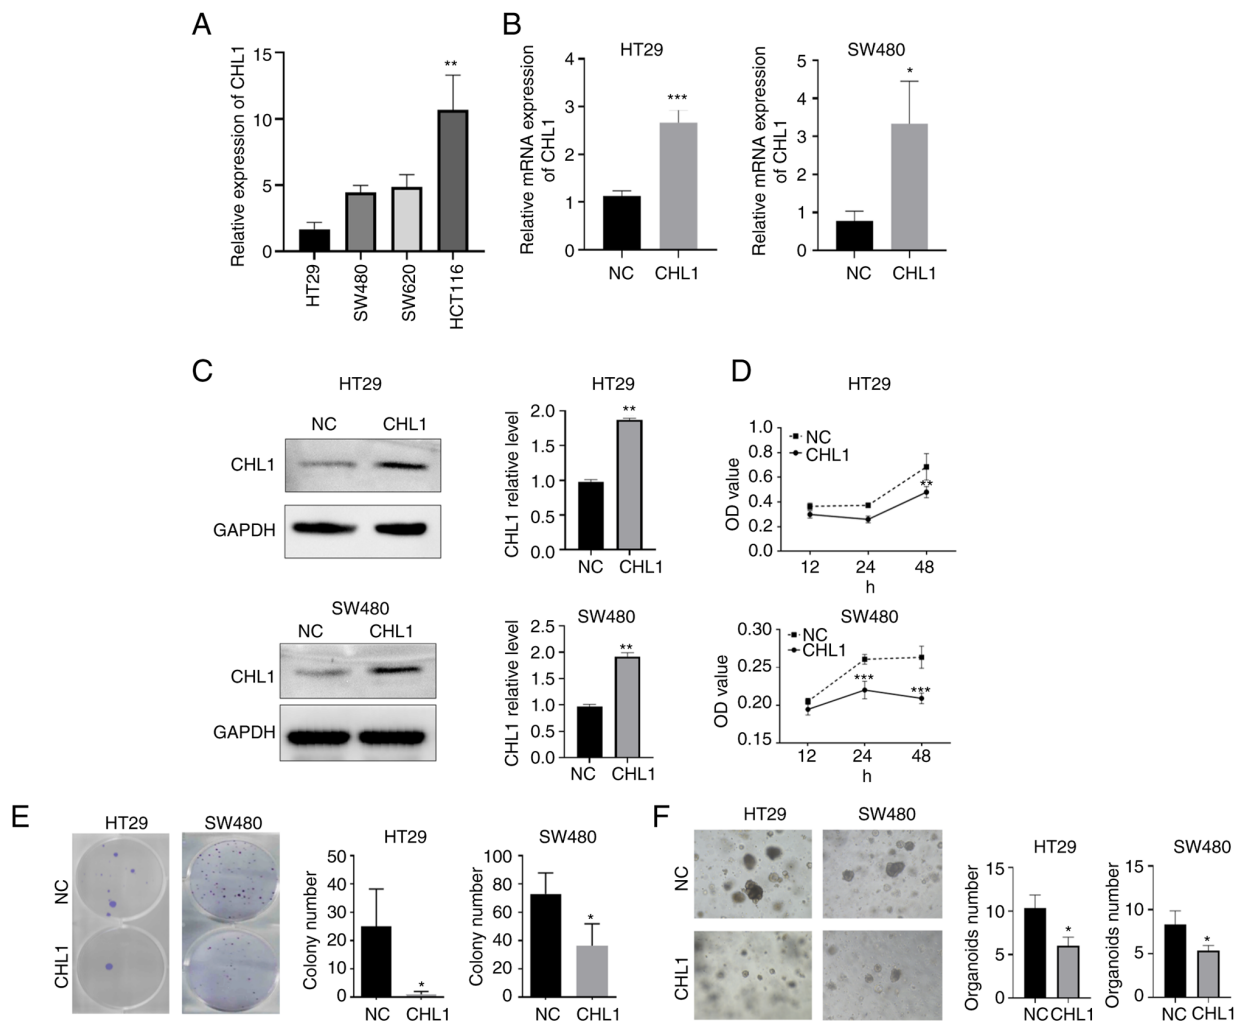 A
Relative expression of CHL1
15
10
5
0
**
HT29
SW480
SW620
HCT116
B
HT29
Relative mRNA expression
of CHL1
4
3
2
1
0
***
NC CHL1
SW480
Relative mRNA expression
of CHL1
5
4
3
2
1
0
*
NC CHL1
C
HT29
NC CHL1
CHL1
GAPDH
HT29
CHL1 relative level
2.0
1.5
1.0
0.5
0.0
**
NC CHL1
SW480
NC CHL1
CHL1
GAPDH
SW480
CHL1 relative level
2.5
2.0
1.5
1.0
0.5
0.0
**
NC CHL1
D
HT29
OD value
1.0
0.8
0.6
0.4
0.2
0.0
NC
CHL1
**
12 24 48
h
SW480
OD value
0.30
0.25
0.20
0.15
NC
CHL1
***
***
12 24 48
h
E
HT29 SW480
NC
CHL1
HT29
Colony number
50
40
30
20
10
0
*
NC CHL1
SW480
Colony number
100
80
60
40
20
0
*
NC CHL1
F
HT29 SW480
NC
CHL1
HT29
Organoids number
15
10
5
0
*
NC CHL1
SW480
Organoids number
15
10
5
0
*
NC CHL1